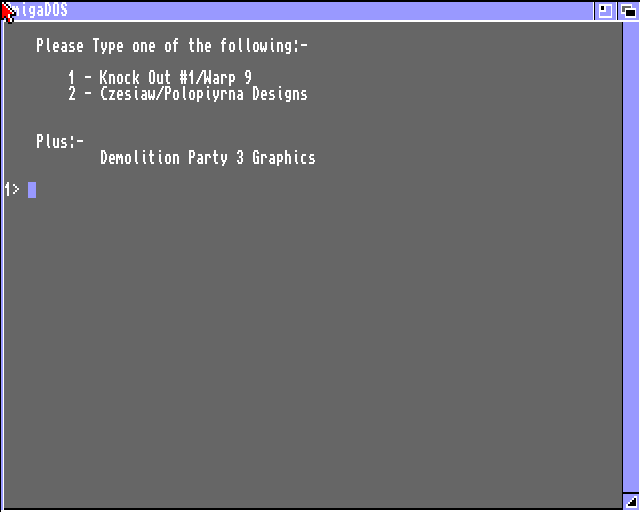 amigaDOS
Please Type one of the following:-
1 - Knock Out #1/Warp 9
2 - Czesiaw/Polopiyrna Designs
Plus:-
Demolition Party 3 Graphics
1>